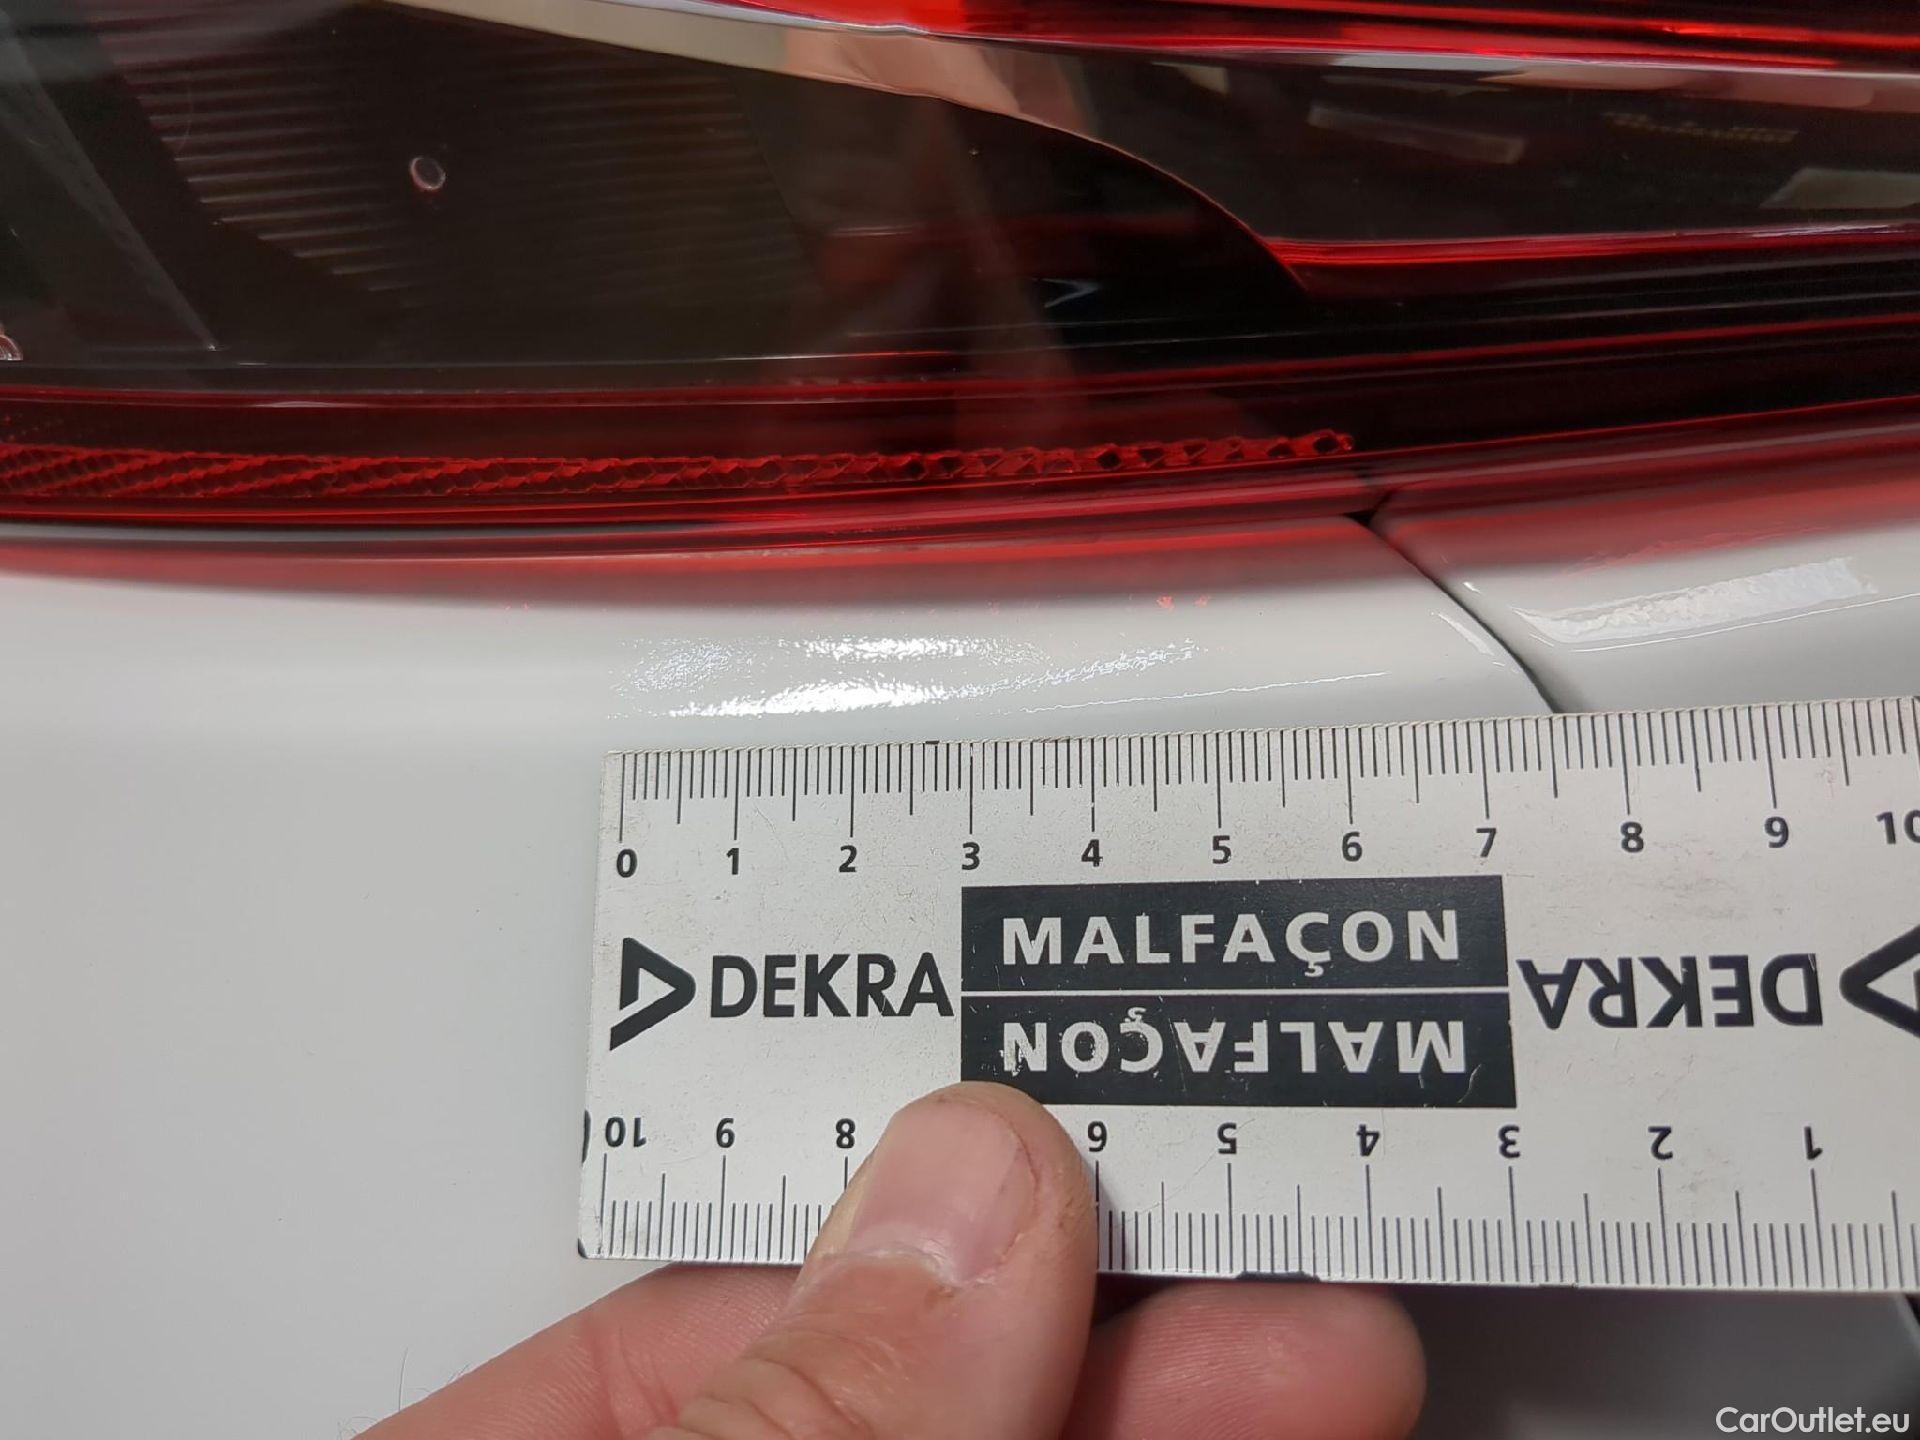 0 1 2 3 4 5 6 7 8 9 10
DEKRA MALFAÇON DEKRA
MALFAÇON
10 9 8 6 5 4 3 2 1
CarOutlet.eu